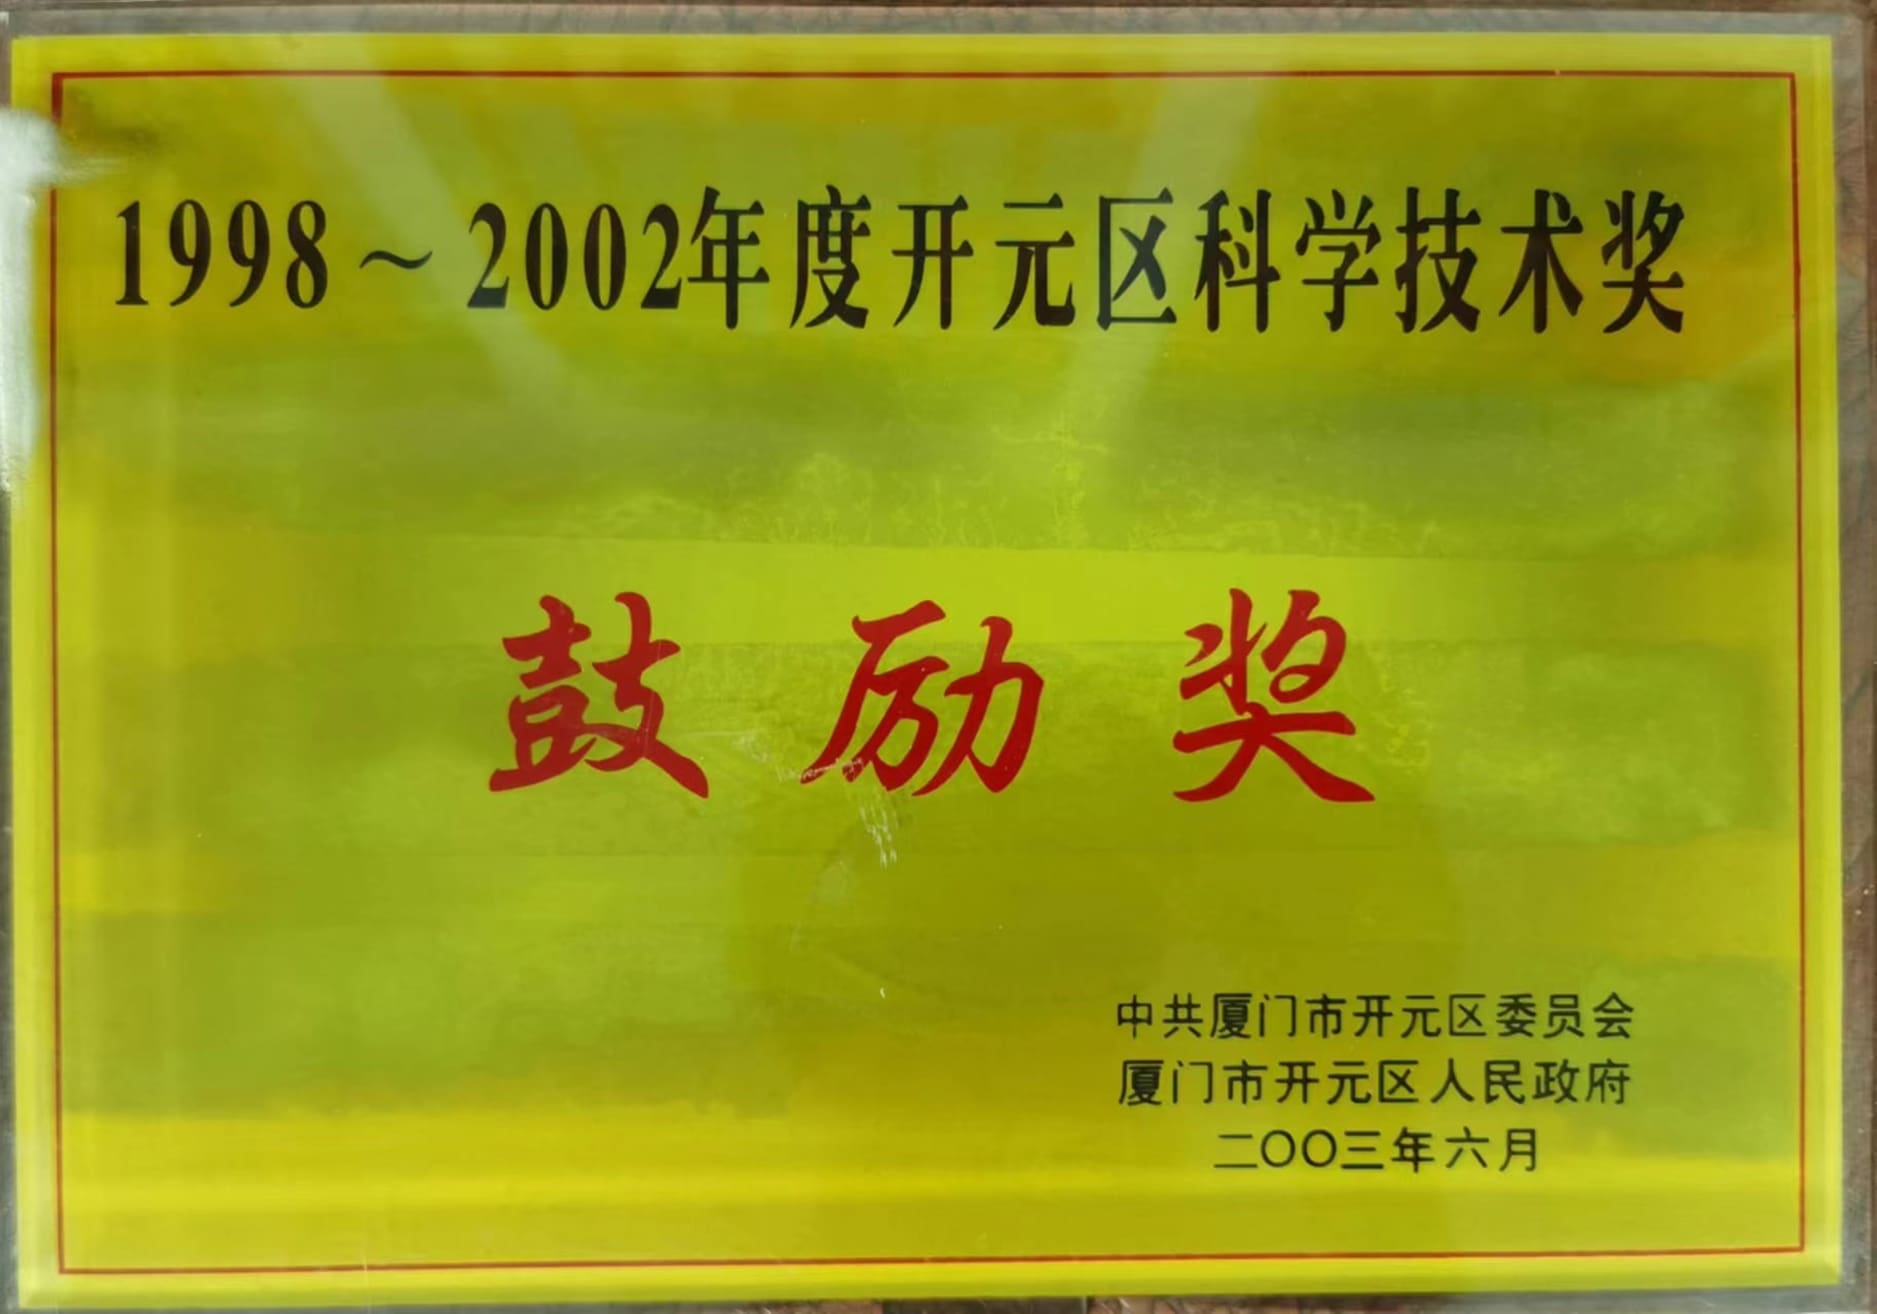 1998～2002年度开元区科学技术奖
鼓励奖
中共厦门市开元区委员会
厦门市开元区人民政府
二〇〇三年六月